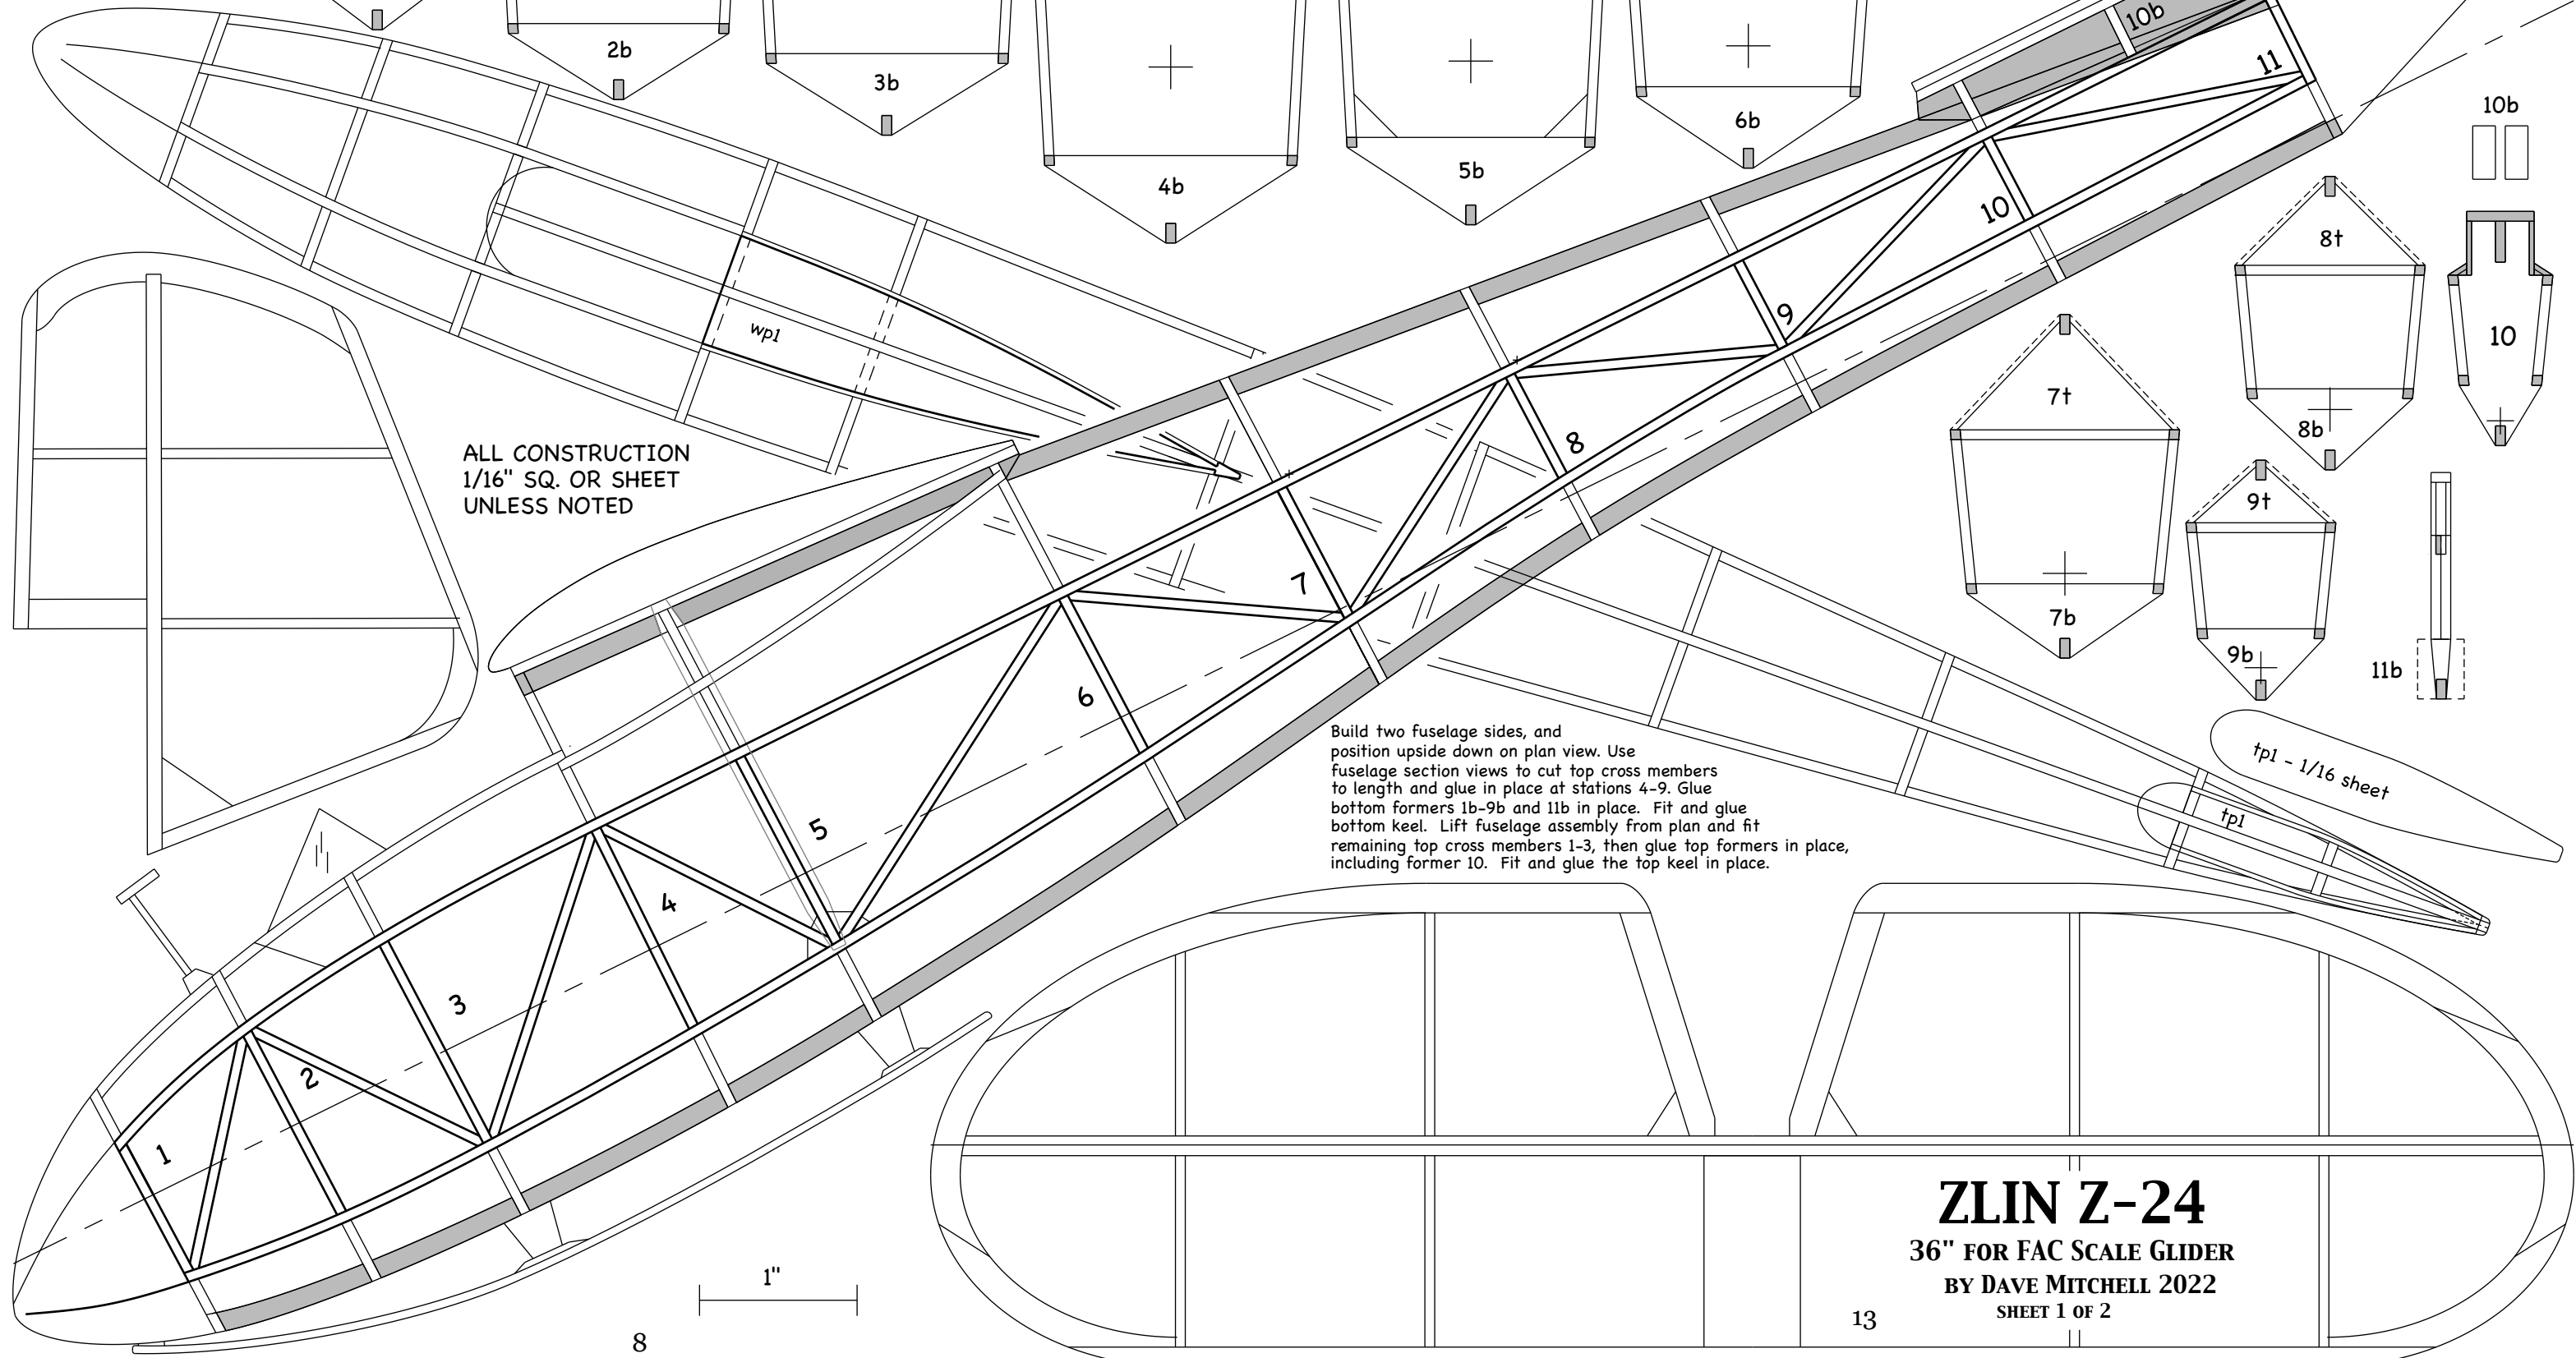 10b
2b
3b
4b
5b
6b
11
10b
8t
8b
10
7t
7b
9t
9b
11b
10
9
8
7
6
5
4
3
2
1
wp1
ALL CONSTRUCTION
1/16" SQ. OR SHEET
UNLESS NOTED
Build two fuselage sides, and
position upside down on plan view. Use
fuselage section views to cut top cross members
to length and glue in place at stations 4-9. Glue
bottom formers 1b-9b and 11b in place. Fit and glue
bottom keel. Lift fuselage assembly from plan and fit
remaining top cross members 1-3, then glue top formers in place,
including former 10. Fit and glue the top keel in place.
tp1 - 1/16 sheet
tp1
1"
8
13
ZLIN Z-24
36" FOR FAC SCALE GLIDER
BY DAVE MITCHELL 2022
SHEET 1 OF 2